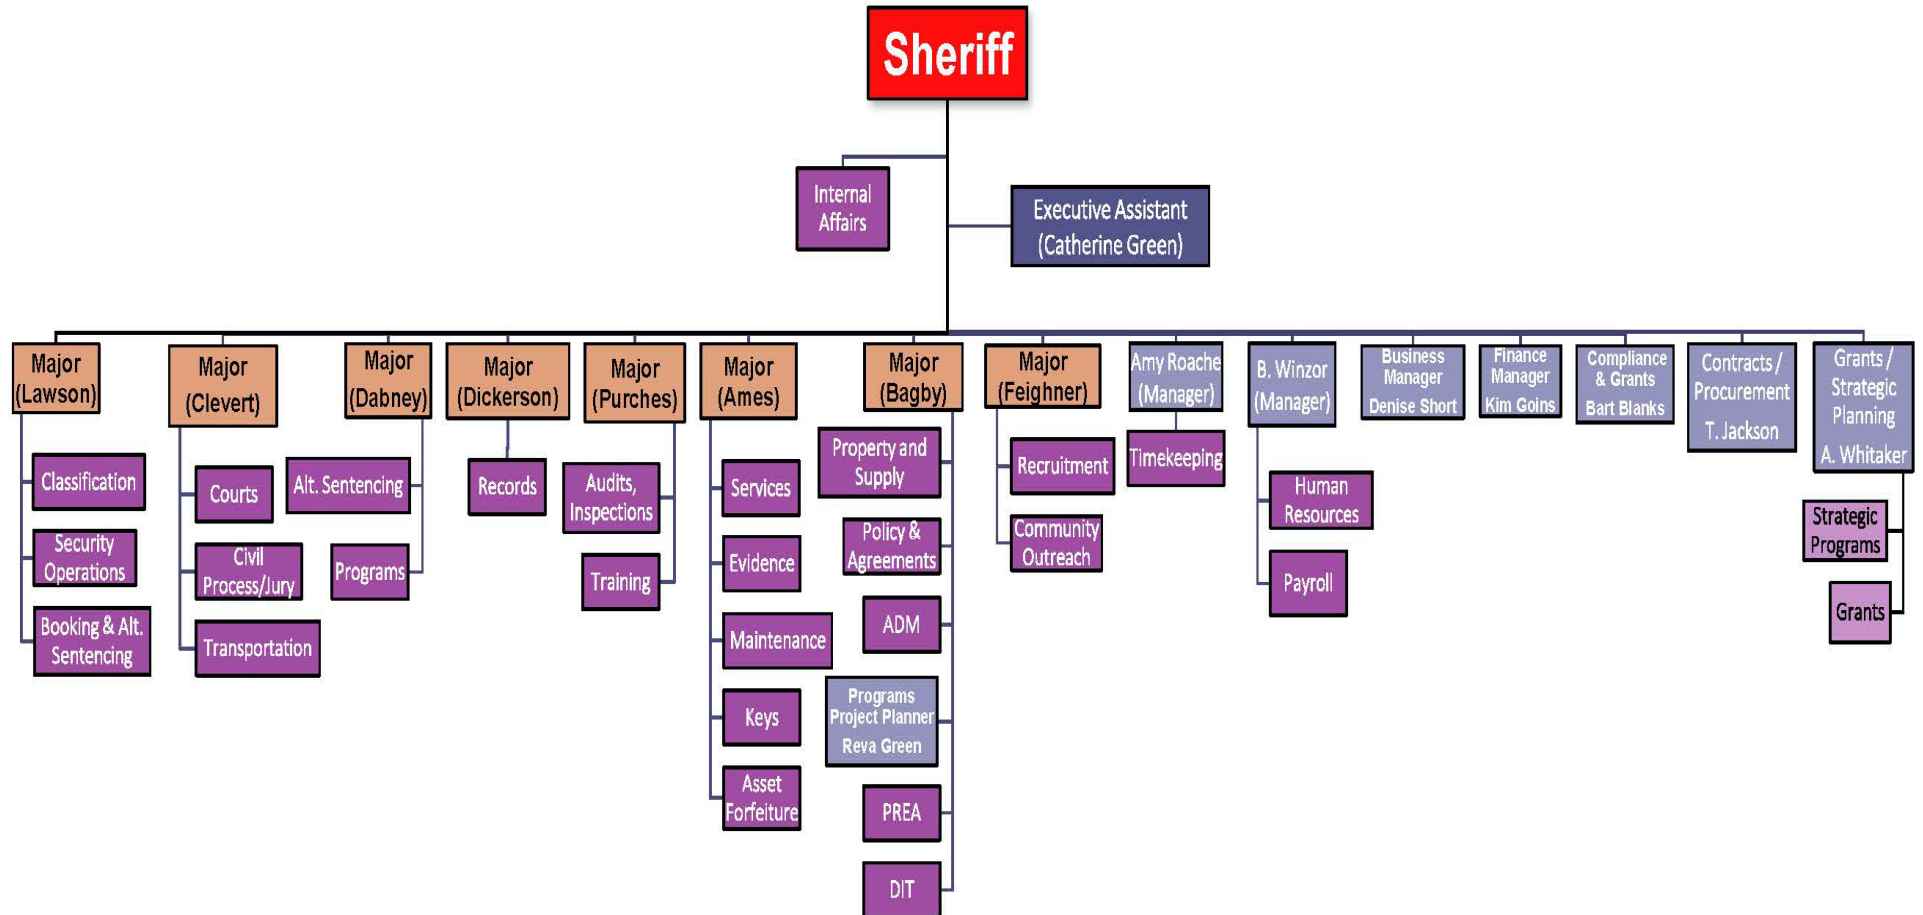 Sheriff
Internal
Affairs
Executive Assistant
(Catherine Green)
Major
(Lawson)
Classification
Security
Operations
Booking & Alt.
Sentencing
Major
(Clevert)
Courts
Civil
Process/Jury
Transportation
Major
(Dabney)
Alt. Sentencing
Programs
Major
(Dickerson)
Records
Major
(Purches)
Audits,
Inspections
Training
Major
(Ames)
Services
Evidence
Maintenance
Keys
Asset
Forfeiture
Major
(Bagby)
Property and
Supply
Policy &
Agreements
ADM
Programs
Project Planner
Reva Green
PREA
DIT
Major
(Feighner)
Recruitment
Community
Outreach
Amy Roache
(Manager)
Timekeeping
B. Winzor
(Manager)
Human
Resources
Payroll
Business
Manager
Denise Short
Finance
Manager
Kim Goins
Compliance
& Grants
Bart Blanks
Contracts /
Procurement
T. Jackson
Grants /
Strategic
Planning
A. Whitaker
Strategic
Programs
Grants